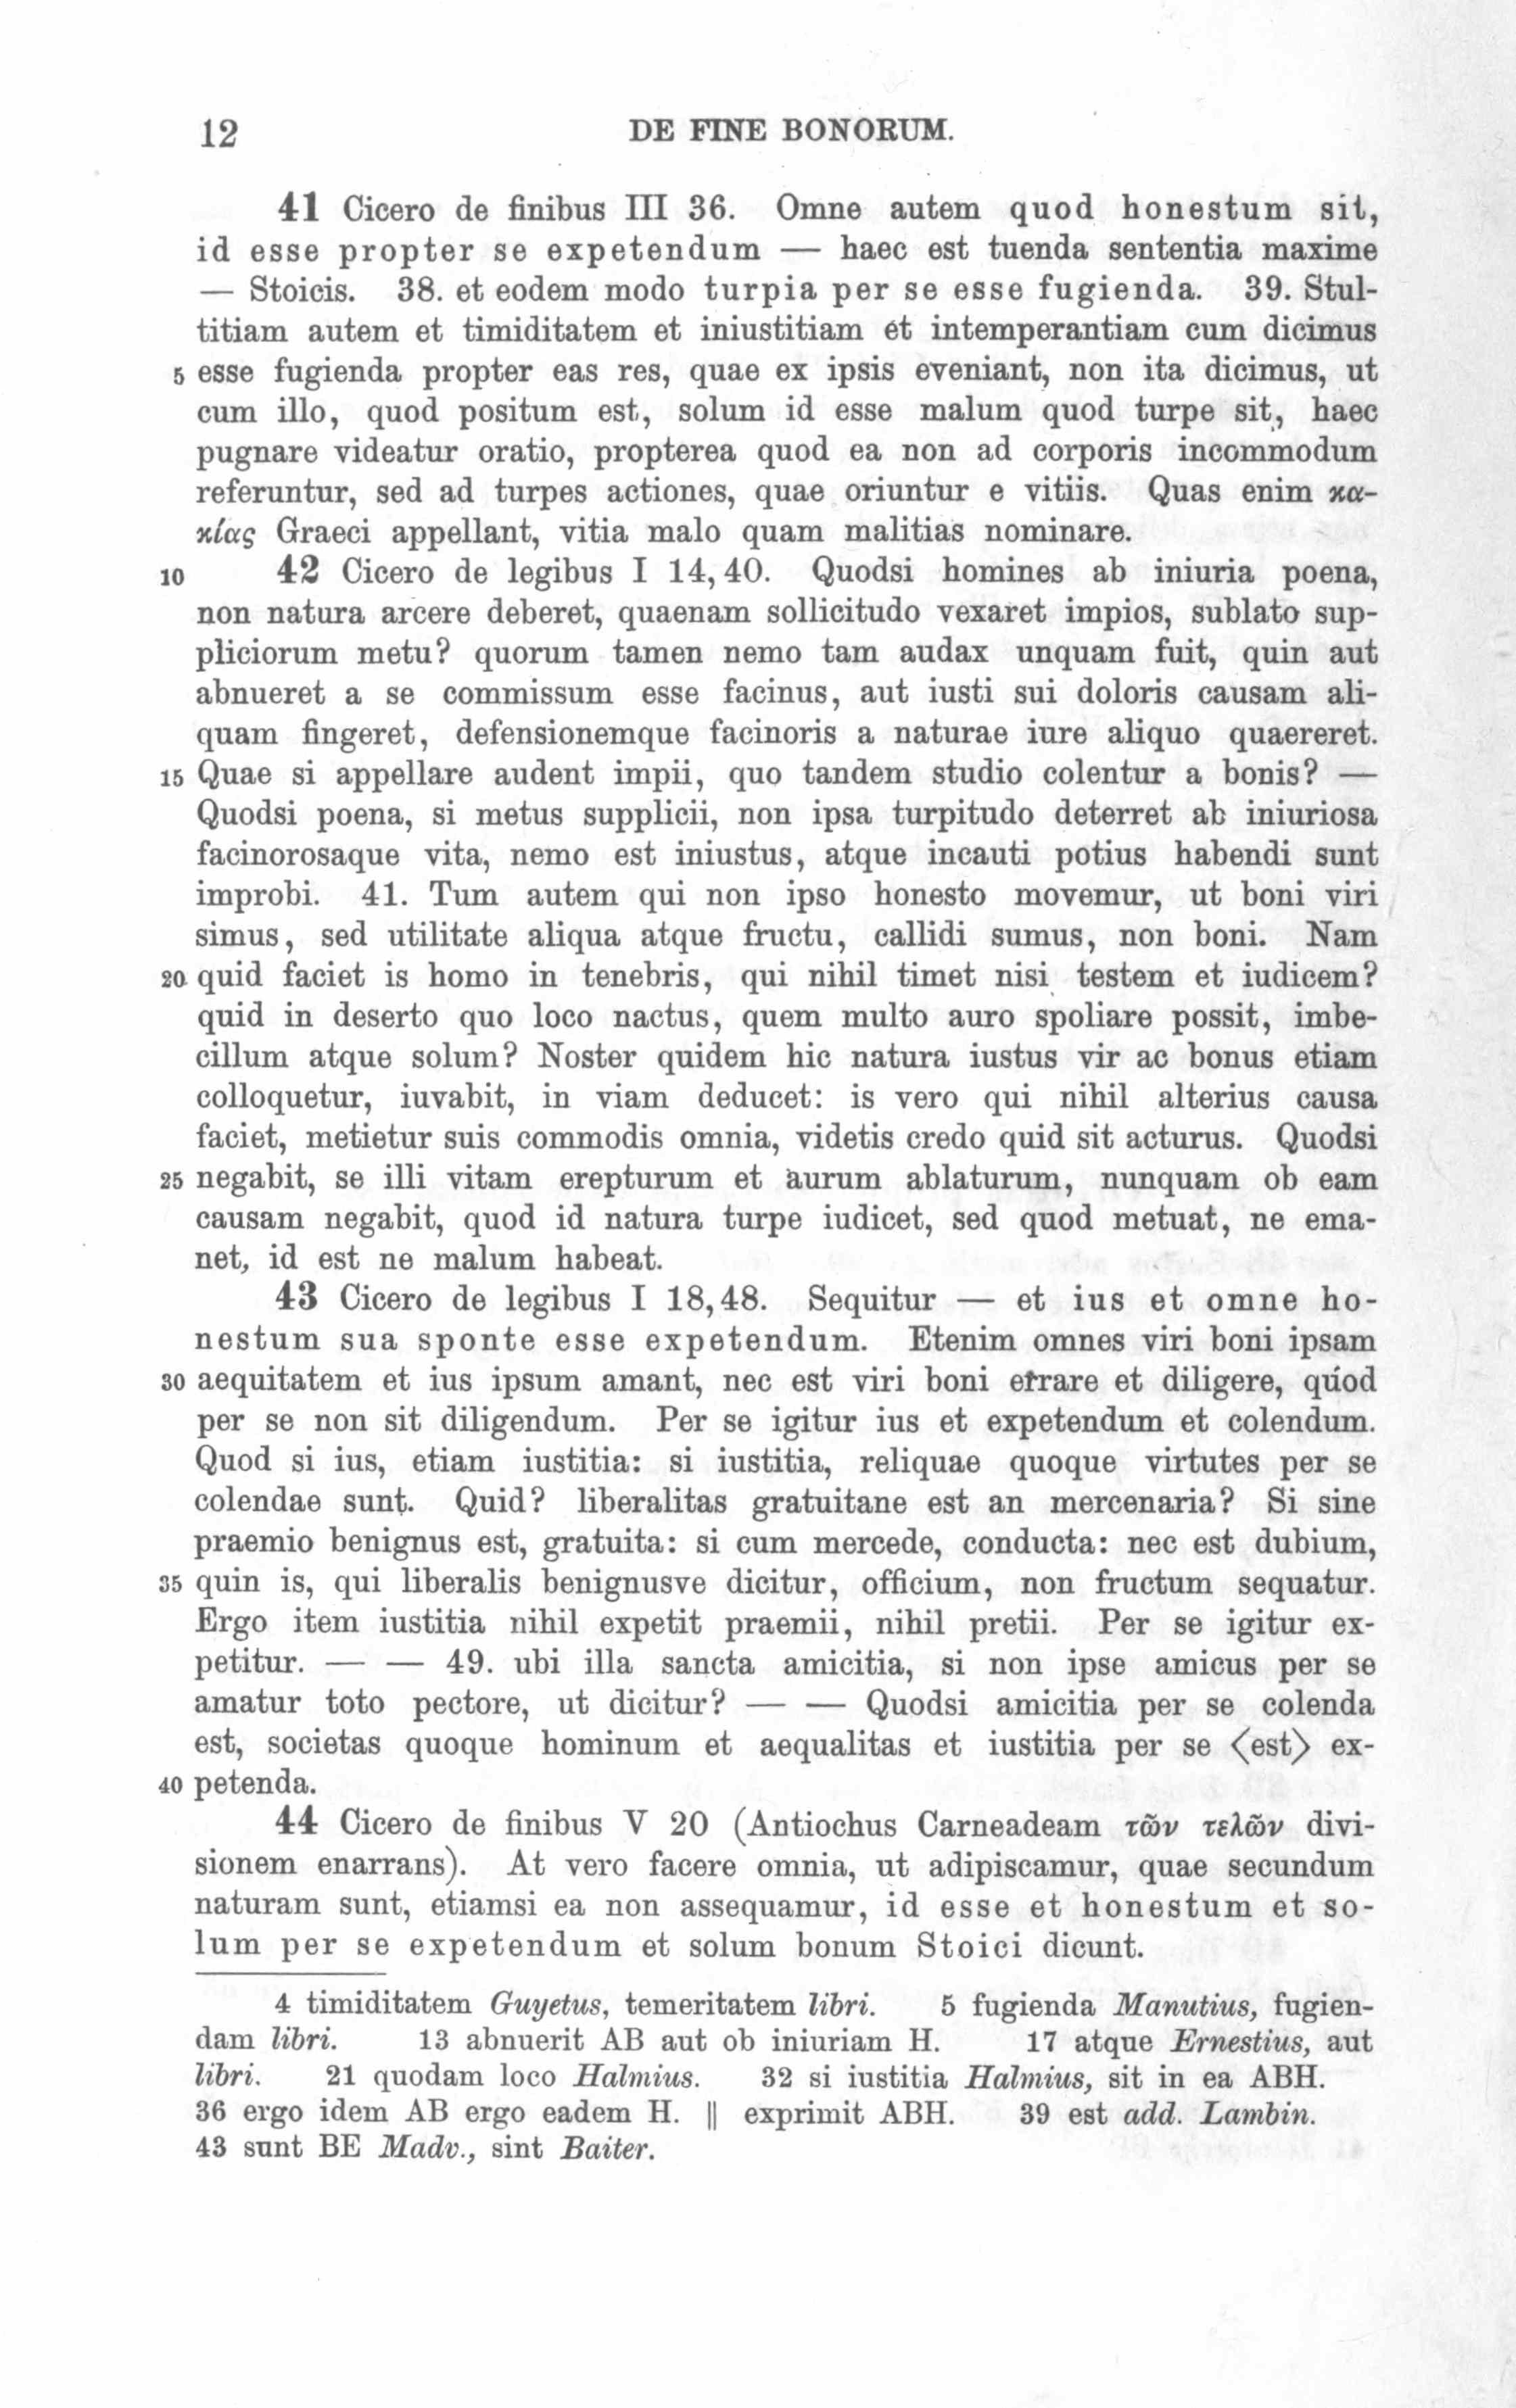 12 DE FINE BONORUM.
41 Cicero de finibus III 36. Omne autem quod honestum sit,
id esse propter se expetendum — haec est tuenda sententia maxime
— Stoicis. 38. et eodem modo turpia per se esse fugienda. 39. Stul-
titiam autem et timiditatem et iniustitiam et intemperantiam cum dicimus
5 esse fugienda propter eas res, quae ex ipsis eveniant, non ita dicimus, ut
cum illo, quod positum est, solum id esse malum quod turpe sit, haec
pugnare videatur oratio, propterea quod ea non ad corporis incommodum
referuntur, sed ad turpes actiones, quae oriuntur e vitiis. Quas enim κα-
κίας Graeci appellant, vitia malo quam malitias nominare.
10 42 Cicero de legibus I 14,40. Quodsi homines ab iniuria poena,
non natura arcere deberet, quaenam sollicitudo vexaret impios, sublato sup-
pliciorum metu? quorum tamen nemo tam audax unquam fuit, quin aut
abnueret a se commissum esse facinus, aut iusti sui doloris causam ali-
quam fingeret, defensionemque facinoris a naturae iure aliquo quaereret.
15 Quae si appellare audent impii, quo tandem studio colentur a bonis? —
Quodsi poena, si metus supplicii, non ipsa turpitudo deterret ab iniuriosa
facinorosaque vita, nemo est iniustus, atque incauti potius habendi sunt
improbi. 41. Tum autem qui non ipso honesto movemur, ut boni viri
simus, sed utilitate aliqua atque fructu, callidi sumus, non boni. Nam
20 quid faciet is homo in tenebris, qui nihil timet nisi testem et iudicem?
quid in deserto quo loco nactus, quem multo auro spoliare possit, imbe-
cillum atque solum? Noster quidem hic natura iustus vir ac bonus etiam
colloquetur, iuvabit, in viam deducet: is vero qui nihil alterius causa
faciet, metietur suis commodis omnia, videtis credo quid sit acturus. Quodsi
25 negabit, se illi vitam erepturum et aurum ablaturum, nunquam ob eam
causam negabit, quod id natura turpe iudicet, sed quod metuat, ne ema-
net, id est ne malum habeat.
43 Cicero de legibus I 18,48. Sequitur — et ius et omne ho-
nestum sua sponte esse expetendum. Etenim omnes viri boni ipsam
30 aequitatem et ius ipsum amant, nec est viri boni errare et diligere, quod
per se non sit diligendum. Per se igitur ius et expetendum et colendum.
Quod si ius, etiam iustitia: si iustitia, reliquae quoque virtutes per se
colendae sunt. Quid? liberalitas gratuitane est an mercenaria? Si sine
praemio benignus est, gratuita: si cum mercede, conducta: nec est dubium,
35 quin is, qui liberalis benignusve dicitur, officium, non fructum sequatur.
Ergo item iustitia nihil expetit praemii, nihil pretii. Per se igitur ex-
petitur. — — 49. ubi illa sancta amicitia, si non ipse amicus per se
amatur toto pectore, ut dicitur? — — Quodsi amicitia per se colenda
est, societas quoque hominum et aequalitas et iustitia per se ⟨est⟩ ex-
40 petenda.
44 Cicero de finibus V 20 (Antiochus Carneadeam τῶν τελῶν divi-
sionem enarrans). At vero facere omnia, ut adipiscamur, quae secundum
naturam sunt, etiamsi ea non assequamur, id esse et honestum et so-
lum per se expetendum et solum bonum Stoici dicunt.
4 timiditatem Guyetus, temeritatem libri. 5 fugienda Manutius, fugien-
dam libri. 13 abnuerit AB aut ob iniuriam H. 17 atque Ernestius, aut
libri. 21 quodam loco Halmius. 32 si iustitia Halmius, sit in ea ABH.
36 ergo idem AB ergo eadem H. || exprimit ABH. 39 est add. Lambin.
43 sunt BE Madv., sint Baiter.